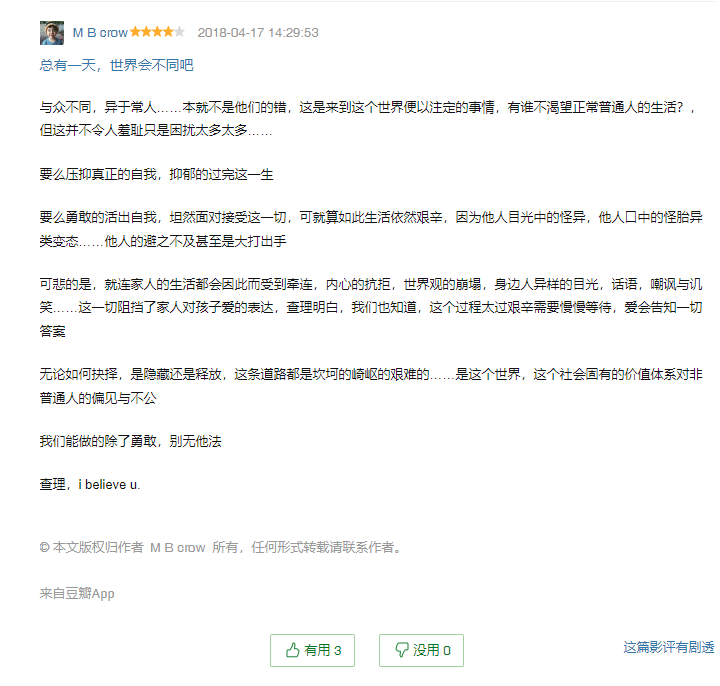 M B crow 2018-04-17 14:29:53
总有一天，世界会不同吧
与众不同，异于常人……本就不是他们的错，这是来到这个世界便以注定的事情，有谁不渴望正常普通人的生活？，
但这并不令人羞耻只是困扰太多太多……
要么压抑真正的自我，抑郁的过完这一生
要么勇敢的活出自我，坦然面对接受这一切，可就算如此生活依然艰辛，因为他人目光中的怪异，他人口中的怪胎异
类变态……他人的避之不及甚至是大打出手
可悲的是，就连家人的生活都会因此而受到牵连，内心的抗拒，世界观的崩塌，身边人异样的目光，话语，嘲讽与讥
笑……这一切阻挡了家人对孩子爱的表达，查理明白，我们也知道，这个过程太过艰辛需要慢慢等待，爱会告知一切
答案
无论如何抉择，是隐藏还是释放，这条道路都是坎坷的崎岖的艰难的……是这个世界，这个社会固有的价值体系对非
普通人的偏见与不公
我们能做的除了勇敢，别无他法
查理，i believe u.
© 本文版权归作者 M B crow 所有，任何形式转载请联系作者。
来自豆瓣App
有用 3 没用 0 这篇影评有剧透